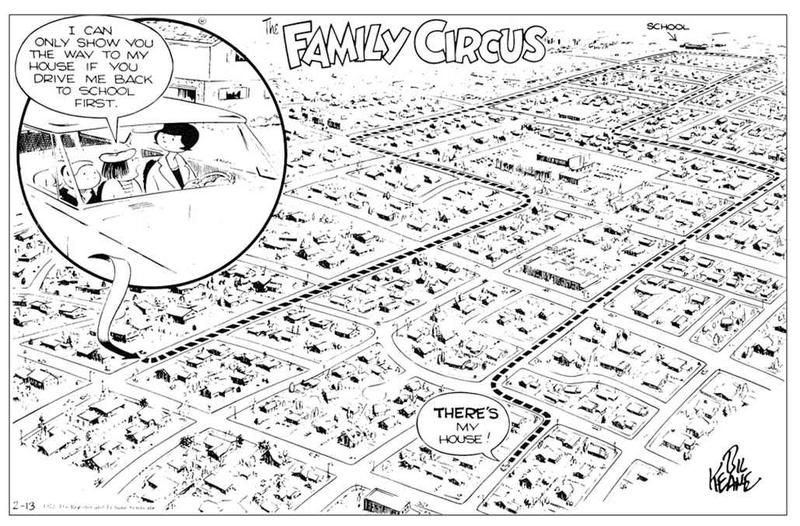 The
FAMILY CIRCUS
SCHOOL
I CAN
ONLY SHOW YOU
THE WAY TO MY
HOUSE IF YOU
DRIVE ME BACK
TO SCHOOL
FIRST.
THERE'S
MY
HOUSE!
BIL
KEANE
2-13